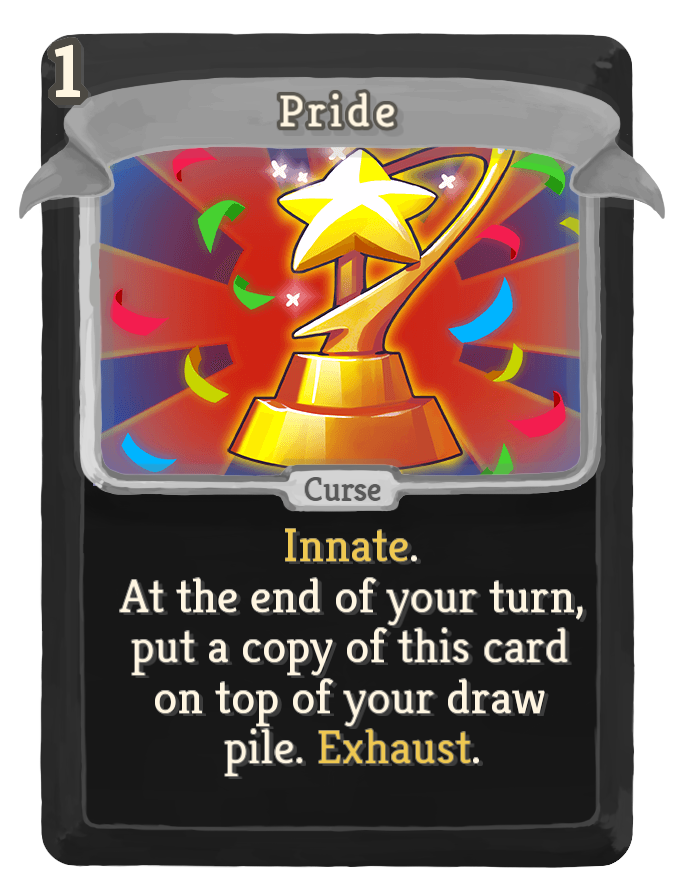 1
Pride
Curse
Innate.
At the end of your turn,
put a copy of this card
on top of your draw
pile. Exhaust.